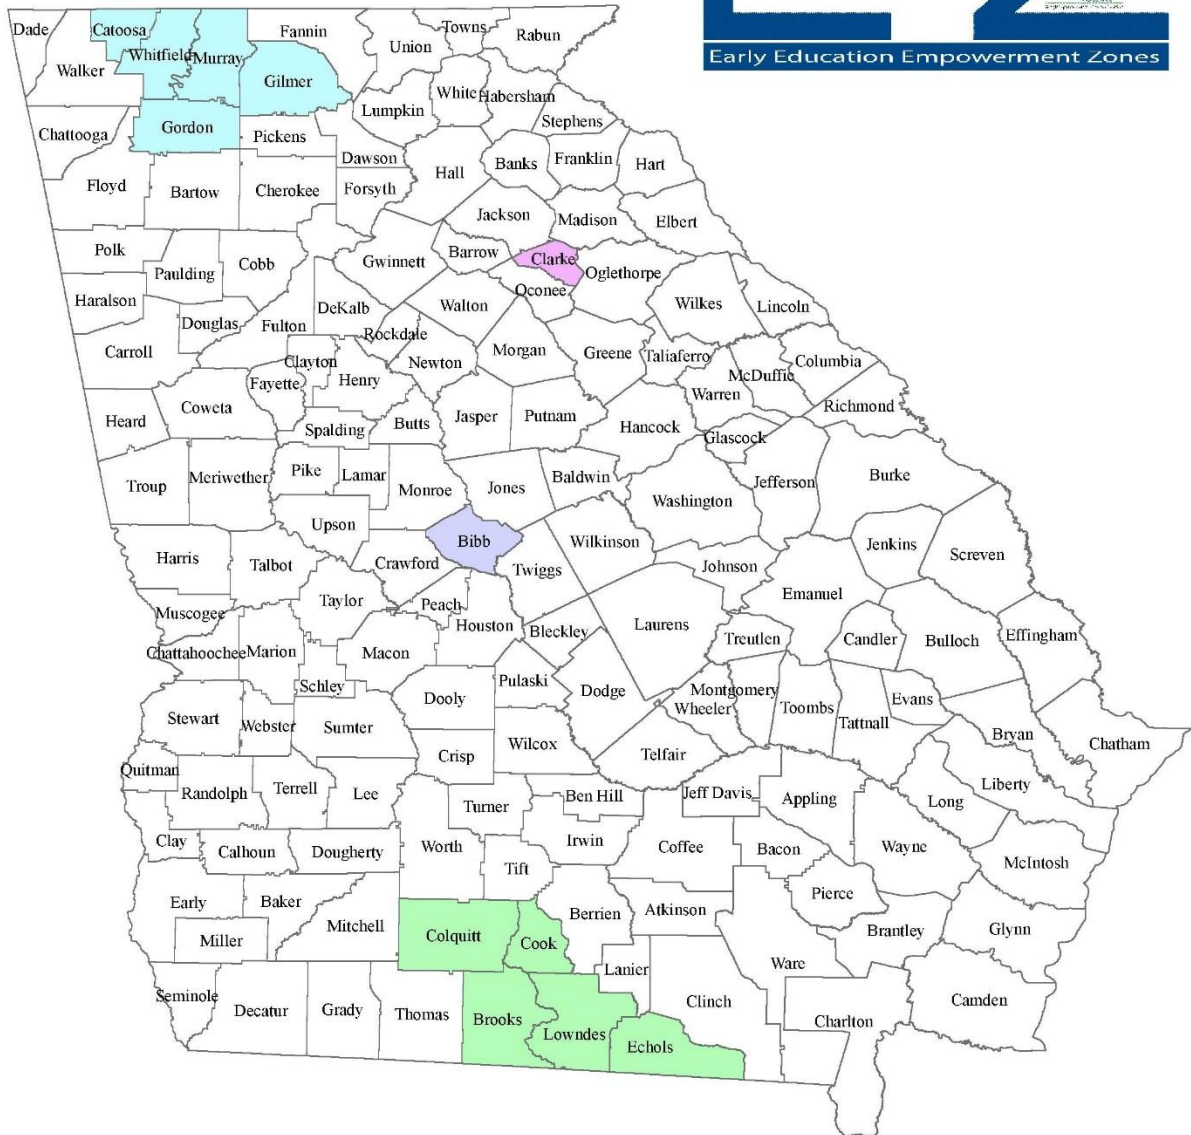 Early Education Empowerment Zones
Dade
Catoosa
Fannin
Towns
Rabun
Union
Whitfield
Murray
Walker
Gilmer
White
Habersham
Lumpkin
Stephens
Chattooga
Gordon
Pickens
Dawson
Banks
Franklin
Hart
Hall
Floyd
Bartow
Cherokee
Forsyth
Jackson
Madison
Elbert
Polk
Cobb
Gwinnett
Barrow
Clarke
Oglethorpe
Paulding
Oconee
Haralson
DeKalb
Walton
Wilkes
Lincoln
Douglas
Fulton
Rockdale
Carroll
Clayton
Newton
Morgan
Greene
Taliaferro
Columbia
McDuffie
Fayette
Henry
Warren
Heard
Coweta
Spalding
Butts
Jasper
Putnam
Hancock
Richmond
Glascock
Troup
Meriwether
Pike
Lamar
Monroe
Jones
Baldwin
Washington
Jefferson
Burke
Upson
Bibb
Wilkinson
Jenkins
Screven
Harris
Talbot
Crawford
Twiggs
Johnson
Emanuel
Muscogee
Taylor
Peach
Houston
Bleckley
Laurens
Treutlen
Candler
Bulloch
Effingham
Chattahoochee
Marion
Macon
Schley
Dooly
Pulaski
Dodge
Montgomery
Wheeler
Toombs
Tattnall
Evans
Stewart
Webster
Sumter
Crisp
Wilcox
Telfair
Bryan
Chatham
Quitman
Randolph
Terrell
Lee
Turner
Ben Hill
Jeff Davis
Appling
Long
Liberty
Clay
Calhoun
Dougherty
Worth
Irwin
Coffee
Bacon
Wayne
McIntosh
Tift
Pierce
Early
Baker
Mitchell
Berrien
Atkinson
Miller
Colquitt
Cook
Brantley
Glynn
Lanier
Ware
Seminole
Decatur
Grady
Thomas
Brooks
Lowndes
Echols
Clinch
Charlton
Camden